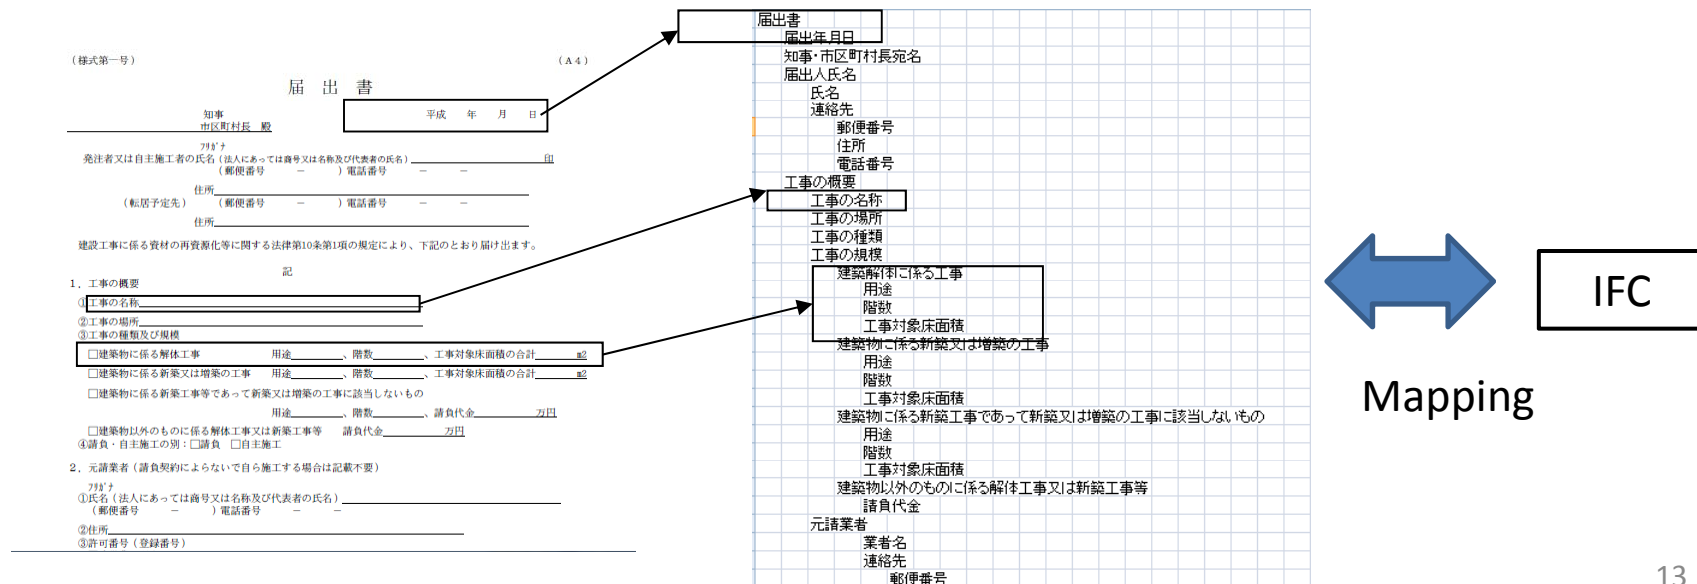 （様式第一号）
（A4）
届　出　書
平成　　年　　月　　日
知事
市区町村長　殿
ﾌﾘｶﾞﾅ
発注者又は自主施工者の氏名（法人にあっては商号又は名称及び代表者の氏名）　印
（郵便番号　　－　　）電話番号　　－　　－
住所
（転居予定先）　（郵便番号　　－　　）電話番号　　－　　－
住所
建設工事に係る資材の再資源化等に関する法律第10条第1項の規定により、下記のとおり届け出ます。
記
1．工事の概要
①工事の名称
②工事の場所
③工事の種類及び規模
□建築物に係る解体工事　用途　、階数　、工事対象床面積の合計　m2
□建築物に係る新築又は増築の工事　用途　、階数　、工事対象床面積の合計　m2
□建築物に係る新築工事等であって新築又は増築の工事に該当しないもの
用途　、階数　、請負代金　万円
□建築物以外のものに係る解体工事又は新築工事等　請負代金　万円
④請負・自主施工の別：□請負　□自主施工
2．元請業者（請負契約によらないで自ら施工する場合は記載不要）
ﾌﾘｶﾞﾅ
①氏名（法人にあっては商号又は名称及び代表者の氏名）
（郵便番号　　－　　）電話番号　　－　　－
②住所
③許可番号（登録番号）
届出書
届出年月日
知事・市区町村長宛名
届出人氏名
氏名
連絡先
郵便番号
住所
電話番号
工事の概要
工事の名称
工事の場所
工事の種類
工事の規模
建築解体に係る工事
用途
階数
工事対象床面積
建築物に係る新築又は増築の工事
用途
階数
工事対象床面積
建築物に係る新築工事であって新築又は増築の工事に該当しないもの
用途
階数
工事対象床面積
建築物以外のものに係る解体工事又は新築工事等
請負代金
元請業者
業者名
連絡先
郵便番号
IFC
Mapping
13